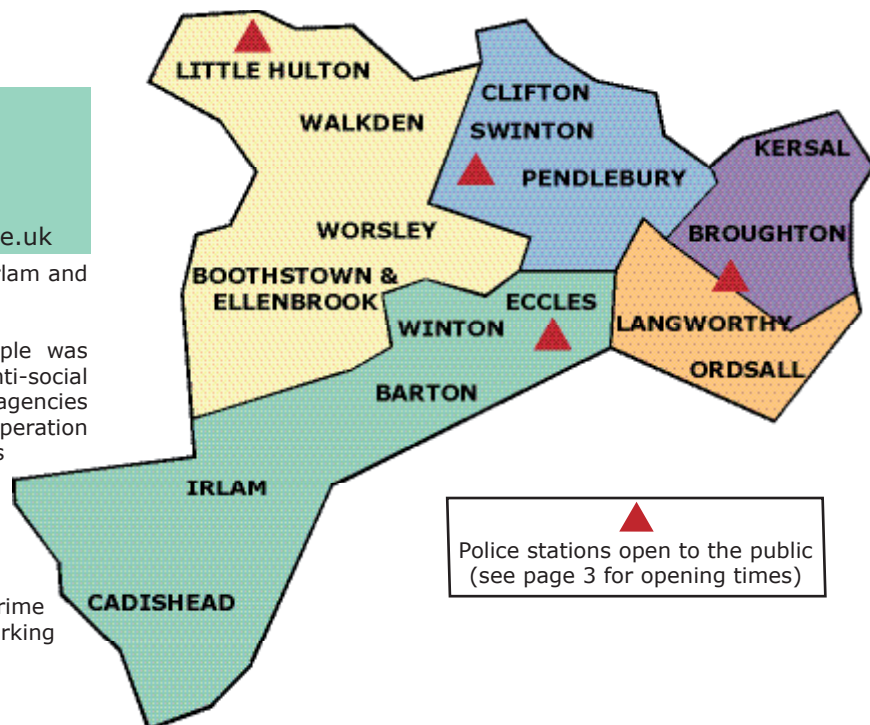 e.uk
rlam and
ple was
nti-social
agencies
peration
s
rime
rking
LITTLE HULTON
WALKDEN
WORSLEY
BOOTHSTOWN &
ELLENBROOK
CLIFTON
SWINTON
PENDLEBURY
KERSAL
BROUGHTON
LANGWORTHY
ORDSALL
ECCLES
WINTON
BARTON
IRLAM
CADISHEAD
Police stations open to the public
(see page 3 for opening times)